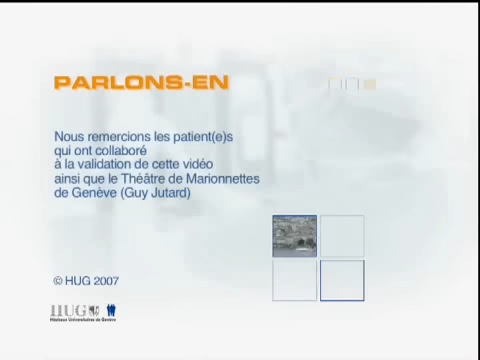 PARLONS-EN
Nous remercions les patient(e)s
qui ont collaboré
à la validation de cette vidéo
ainsi que le Théâtre de Marionnettes
de Genève (Guy Jutard)
© HUG 2007
HUG
Hôpitaux Universitaires de Genève